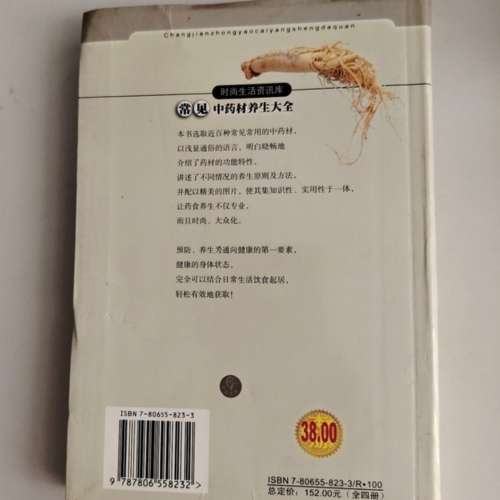 Changjianzhongyaocaiyangshengdaquan
时尚生活资讯库
常见中药材养生大全
本书选取近百种常见常用的中药材，
以浅显通俗的语言，明白晓畅地
介绍了药材的功能特性，
讲述了不同情况的养生原则及方法，
并配以精美的图片，使其集知识性、实用性于一体，
让药食养生不仅专业，
而且时尚、大众化。
预防、养生秀通向健康的第一要素，
健康的身体状态，
完全可以结合日常生活饮食起居，
轻松有效地获取！
ISBN 7-80655-823-3
9 787806 558232 >
38.00
ISBN 7-80655-823-3/R·100
总定价：152.00元（全四册）